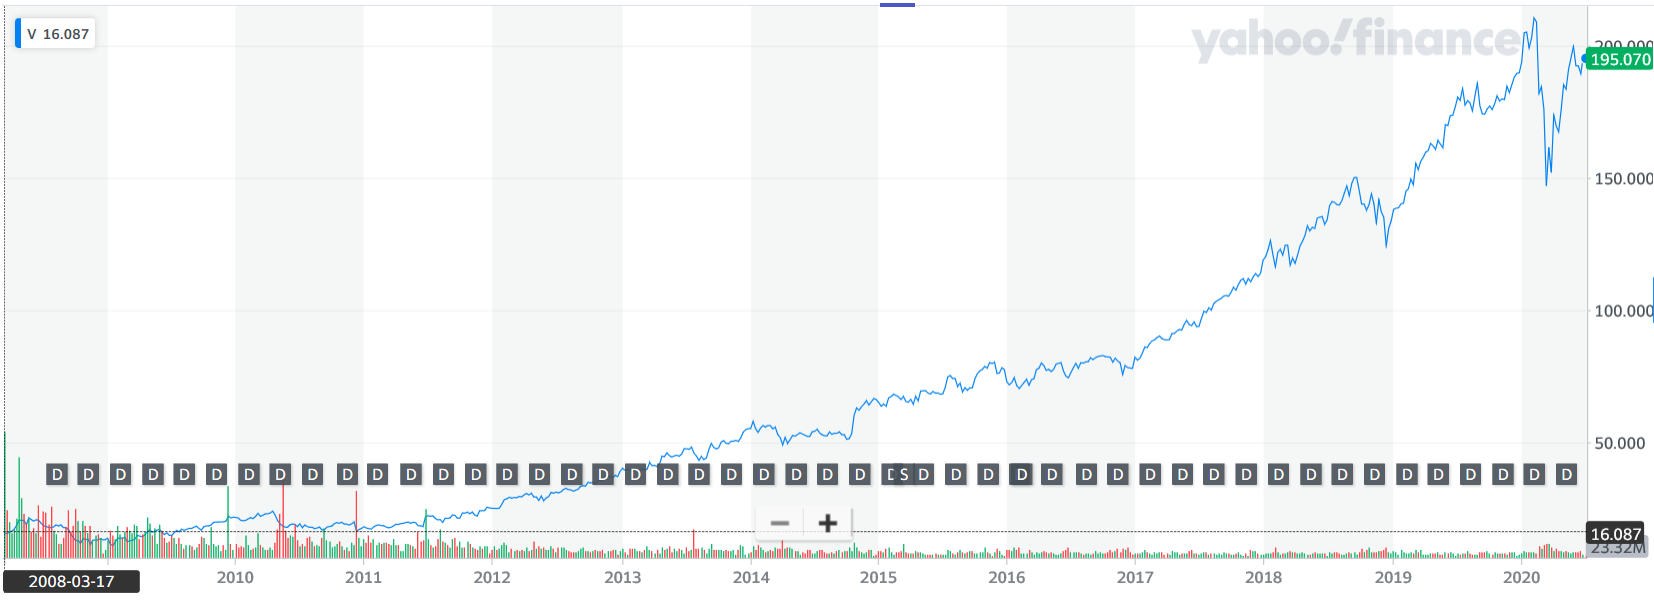 V 16.087
yahoo!finance
200.000
195.070
150.000
100.000
50.000
D D D D D D D D D D D D D D D D D D D D D D D D D D D S D D D D D D D D D D D D D D D D D D D D D
− +
16.087
23.32M
2008-03-17 2010 2011 2012 2013 2014 2015 2016 2017 2018 2019 2020